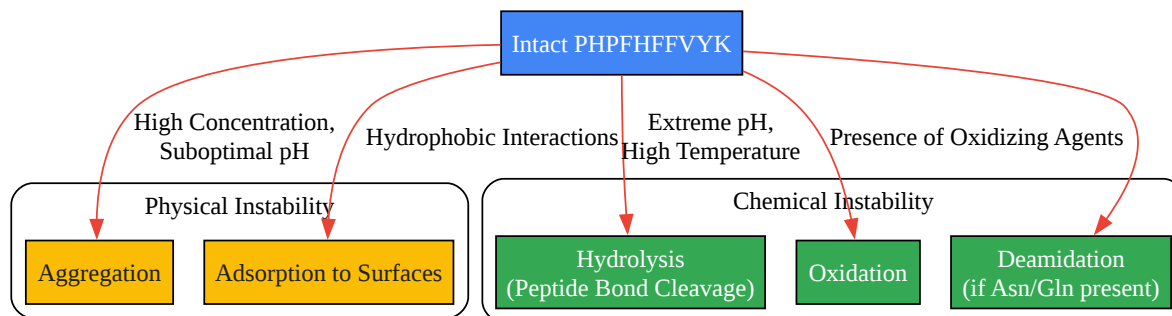 Intact PHPFHFFVYK
High Concentration,
Suboptimal pH
Hydrophobic Interactions
Extreme pH,
High Temperature
Presence of Oxidizing Agents
Physical Instability
Chemical Instability
Aggregation
Adsorption to Surfaces
Hydrolysis
(Peptide Bond Cleavage)
Oxidation
Deamidation
(if Asn/Gln present)